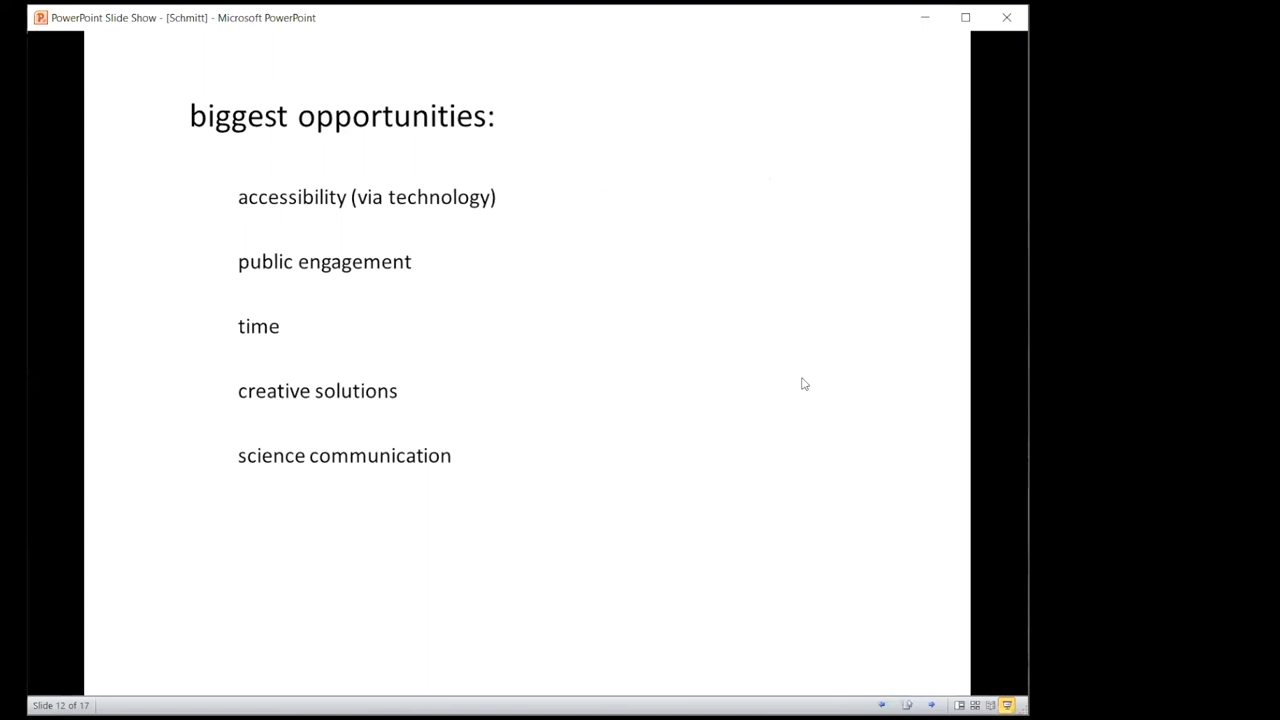 PowerPoint Slide Show - [Schmitt] - Microsoft PowerPoint
biggest opportunities:
accessibility (via technology)
public engagement
time
creative solutions
science communication
Slide 12 of 17